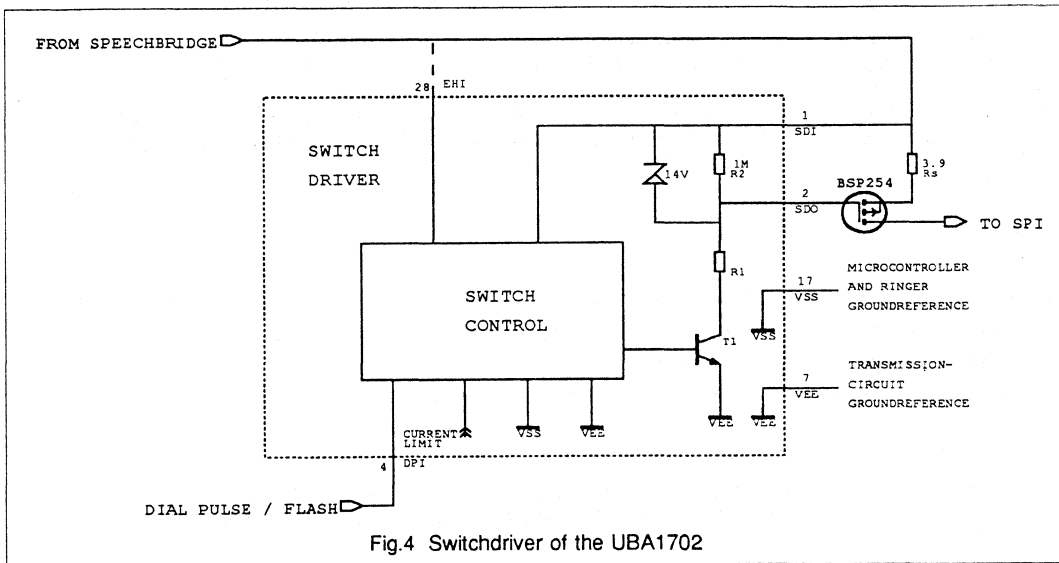 FROM SPEECHBRIDGE
28 EHI
1
SDI
SWITCH
DRIVER
14V
1M
R2
3.9
Rs
BSP254
2
SDO
TO SPI
R1
17
VSS
MICROCONTROLLER
AND RINGER
GROUNDREFERENCE
SWITCH
CONTROL
VSS
T1
7
VEE
TRANSMISSION-
CIRCUIT
GROUNDREFERENCE
CURRENT
LIMIT
VSS
VEE
VEE
VEE
4
DPI
DIAL PULSE / FLASH
Fig.4 Switchdriver of the UBA1702